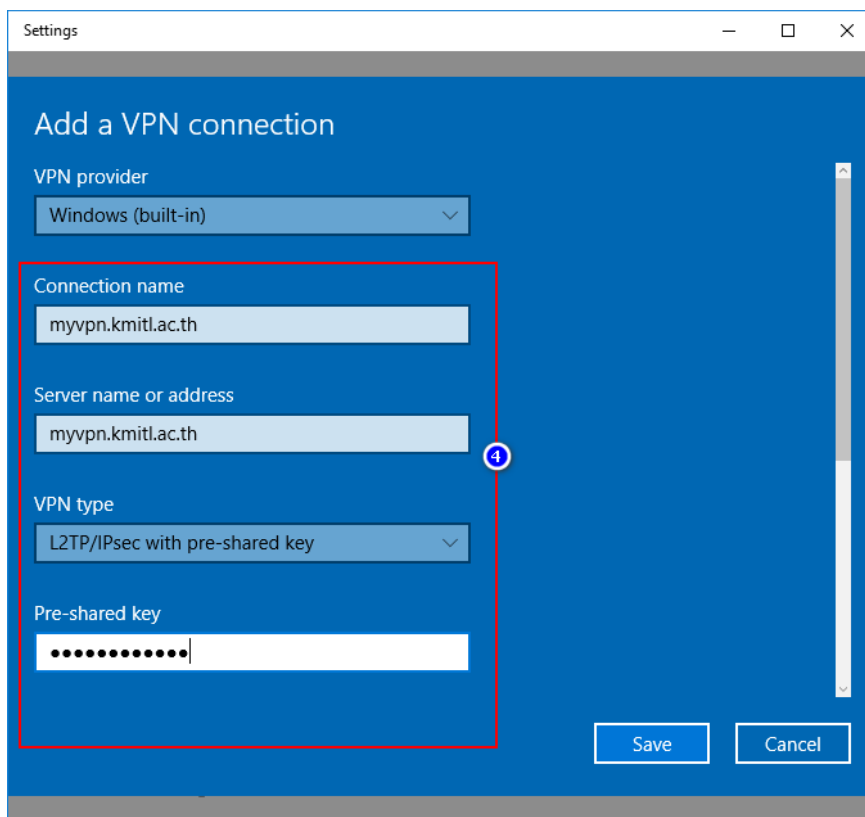 Settings
Add a VPN connection
VPN provider
Windows (built-in)
Connection name
myvpn.kmitl.ac.th
Server name or address
myvpn.kmitl.ac.th
4
VPN type
L2TP/IPsec with pre-shared key
Pre-shared key
●●●●●●●●●●●●
Save Cancel